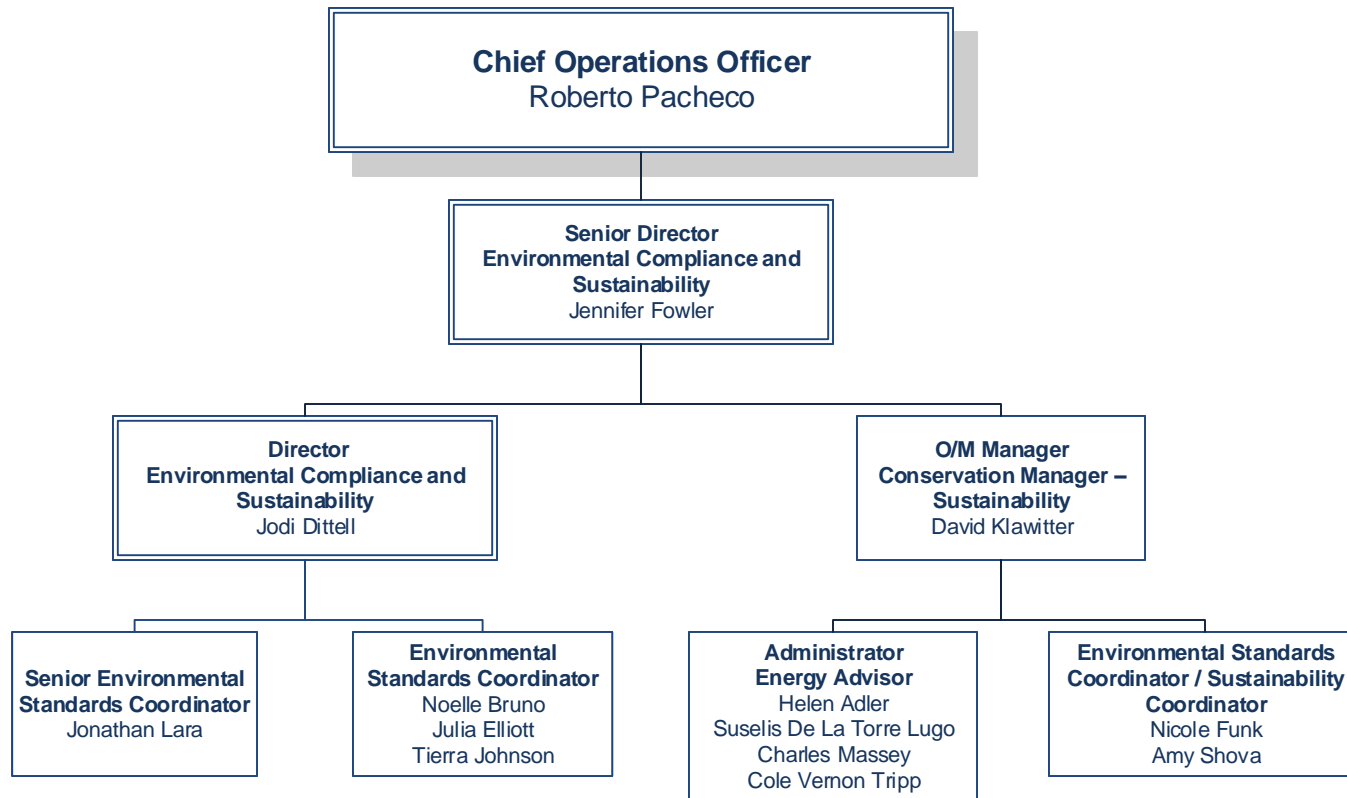 Chief Operations Officer
Roberto Pacheco
Senior Director
Environmental Compliance and
Sustainability
Jennifer Fowler
Director
Environmental Compliance and
Sustainability
Jodi Dittell
O/M Manager
Conservation Manager –
Sustainability
David Klawitter
Senior Environmental
Standards Coordinator
Jonathan Lara
Environmental
Standards Coordinator
Noelle Bruno
Julia Elliott
Tierra Johnson
Administrator
Energy Advisor
Helen Adler
Suselis De La Torre Lugo
Charles Massey
Cole Vernon Tripp
Environmental Standards
Coordinator / Sustainability
Coordinator
Nicole Funk
Amy Shova